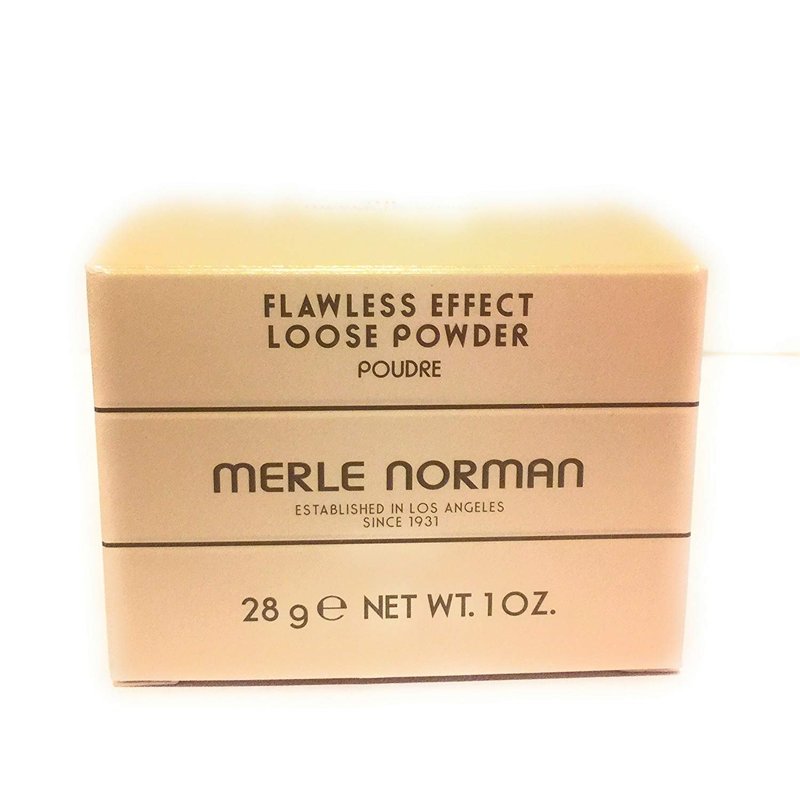 FLAWLESS EFFECT
LOOSE POWDER
POUDRE
MERLE NORMAN
ESTABLISHED IN LOS ANGELES
SINCE 1931
28 g ℮ NET WT. 1 OZ.